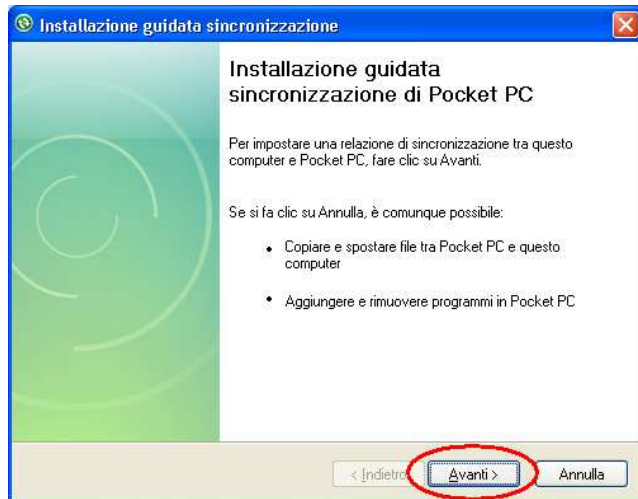 Installazione guidata sincronizzazione
Installazione guidata
sincronizzazione di Pocket PC
Per impostare una relazione di sincronizzazione tra questo
computer e Pocket PC, fare clic su Avanti.
Se si fa clic su Annulla, è comunque possibile:
• Copiare e spostare file tra Pocket PC e questo
computer
• Aggiungere e rimuovere programmi in Pocket PC
< Indietro Avanti > Annulla